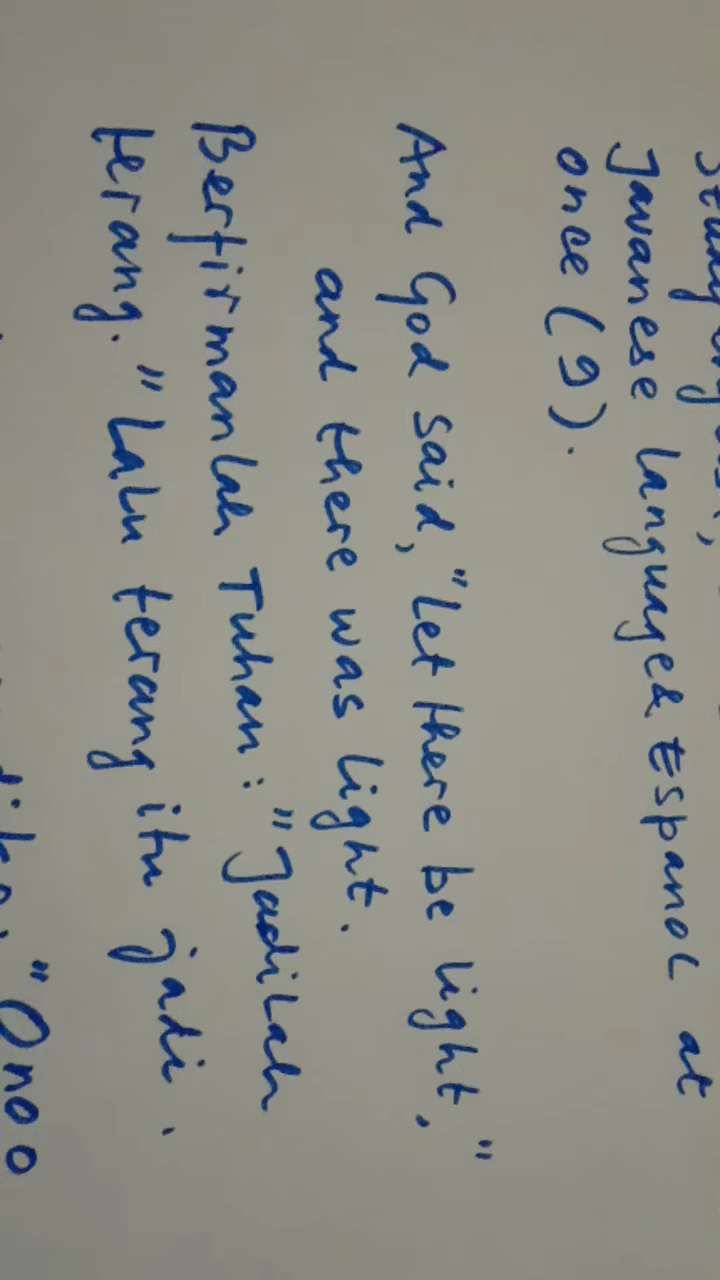 Javanese language & Espanol at
once (9).
And God said, "Let there be light,"
and there was light.
Berfirmanlah Tuhan: "Jadilah
terang." Lalu terang itu jadi.
"Onoo